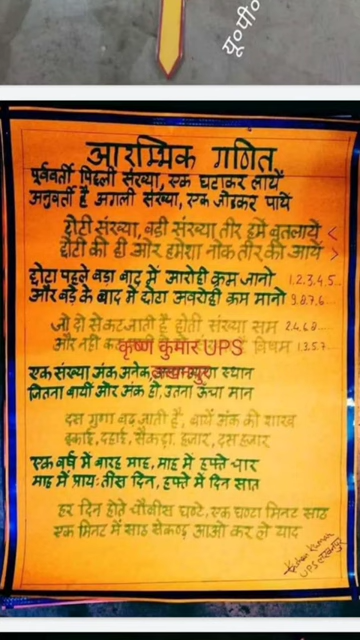 यू०पी०
आरम्भिक गणित
पूर्ववर्ती पिछली संख्या, एक घटाकर लायें
अनुवर्ती है अगली संख्या, एक जोड़कर पायें
छोटी संख्या, बड़ी संख्या तीर हमें बतलाये <
छोटी की ही ओर हमेशा नोक तीर की आयें >
छोटा पहले बड़ा बाद में आरोही क्रम जानो 1.2.3.4.5..
और बड़े के बाद में छोटा अवरोही क्रम मानो 9.8.7.6...
जो दो से कट जाती है होती संख्या सम 2.4.6.8...
और नहीं कट विषम 1.3.5.7...
कृष्ण कुमार UPS
एक संख्या अंक अनेक, स्थान
जितना बायीं ओर अंक हो, उतना ऊंचा मान
दस गुणा बढ़ जाती है, बायें अंक की शाख
इकाई, दहाई, सैकड़ा, हजार, दस हजार
एक वर्ष में बारह माह, माह में हफ्ते चार
माह में प्रायः तीस दिन, हफ्ते में दिन सात
हर दिन होते चौबीस घण्टे, एक घण्टा मिनट साठ
एक मिनट में साठ सेकण्ड आओ कर ले याद
Kishan Kumar
UPS